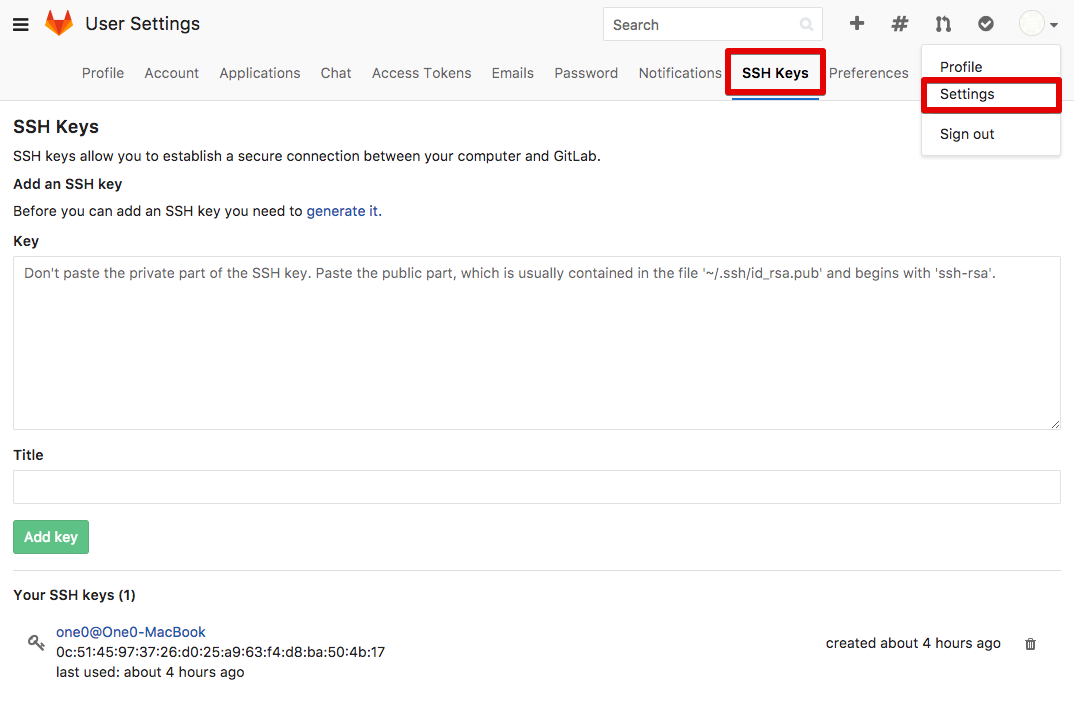 User Settings
Search
Profile Account Applications Chat Access Tokens Emails Password Notifications SSH Keys Preferences
Profile
Settings
Sign out
SSH Keys
SSH keys allow you to establish a secure connection between your computer and GitLab.
Add an SSH key
Before you can add an SSH key you need to generate it.
Key
Don't paste the private part of the SSH key. Paste the public part, which is usually contained in the file '~/.ssh/id_rsa.pub' and begins with 'ssh-rsa'.
Title
Add key
Your SSH keys (1)
one0@One0-MacBook
0c:51:45:97:37:26:d0:25:a9:63:f4:d8:ba:50:4b:17
last used: about 4 hours ago
created about 4 hours ago